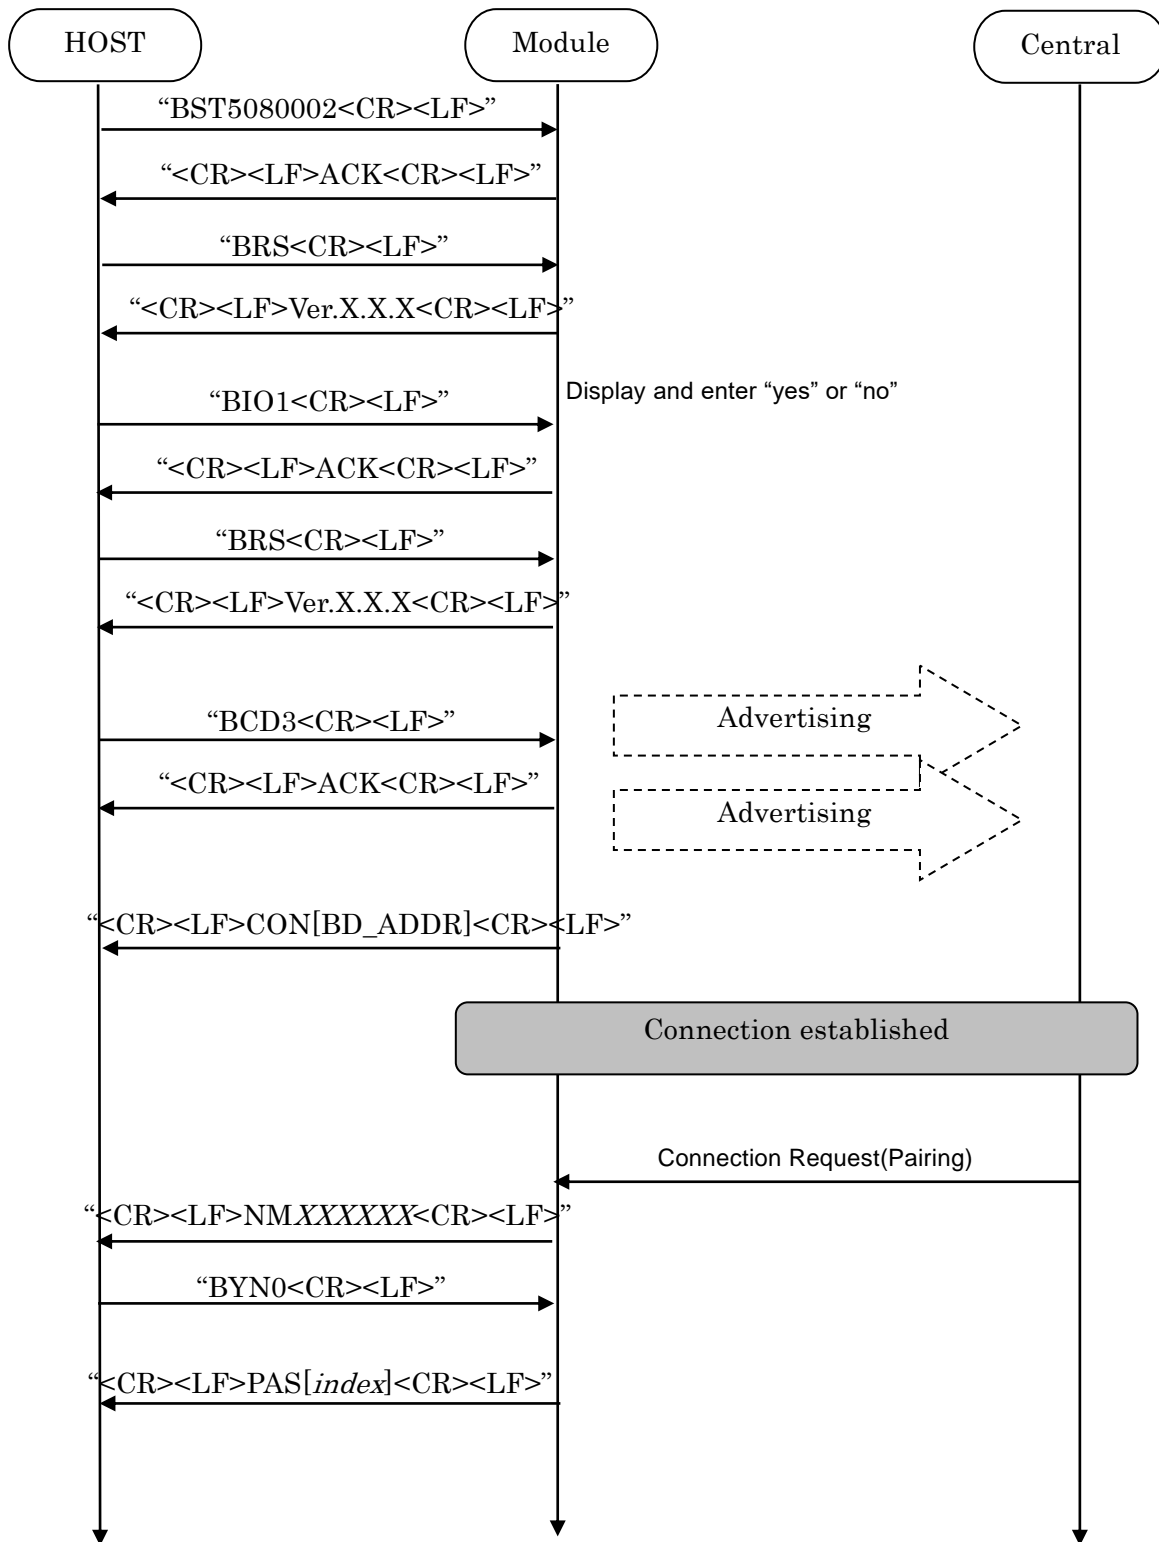 HOST
Module
Central
“BST5080002<CR><LF>”
“<CR><LF>ACK<CR><LF>”
“BRS<CR><LF>”
“<CR><LF>Ver.X.X.X<CR><LF>”
Display and enter “yes” or “no”
“BIO1<CR><LF>”
“<CR><LF>ACK<CR><LF>”
“BRS<CR><LF>”
“<CR><LF>Ver.X.X.X<CR><LF>”
Advertising
“BCD3<CR><LF>”
“<CR><LF>ACK<CR><LF>”
Advertising
“<CR><LF>CON[BD_ADDR]<CR><LF>”
Connection established
Connection Request(Pairing)
“<CR><LF>NMXXXXXX<CR><LF>”
“BYN0<CR><LF>”
“<CR><LF>PAS[index]<CR><LF>”